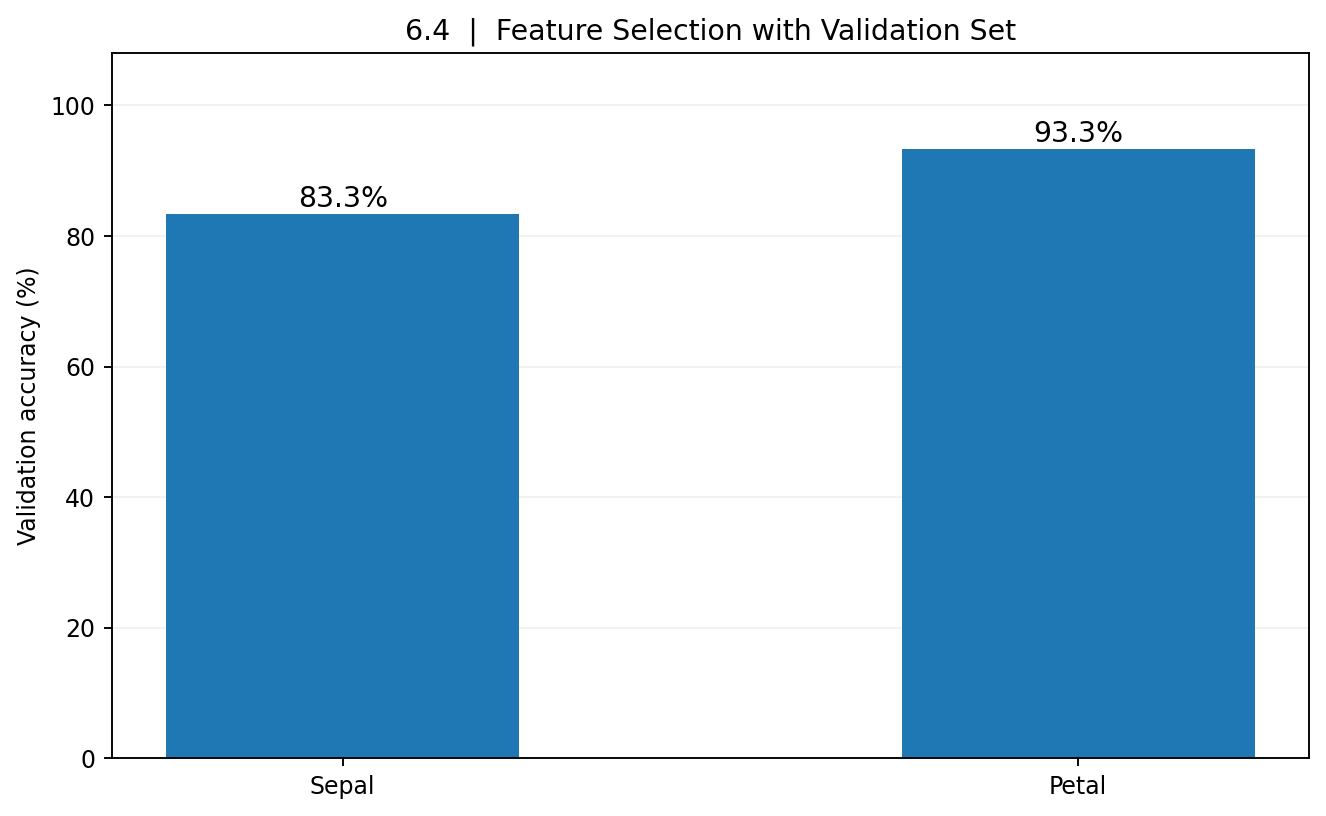 6.4 | Feature Selection with Validation Set
Validation accuracy (%)
100
80
60
40
20
0
83.3%
93.3%
Sepal
Petal